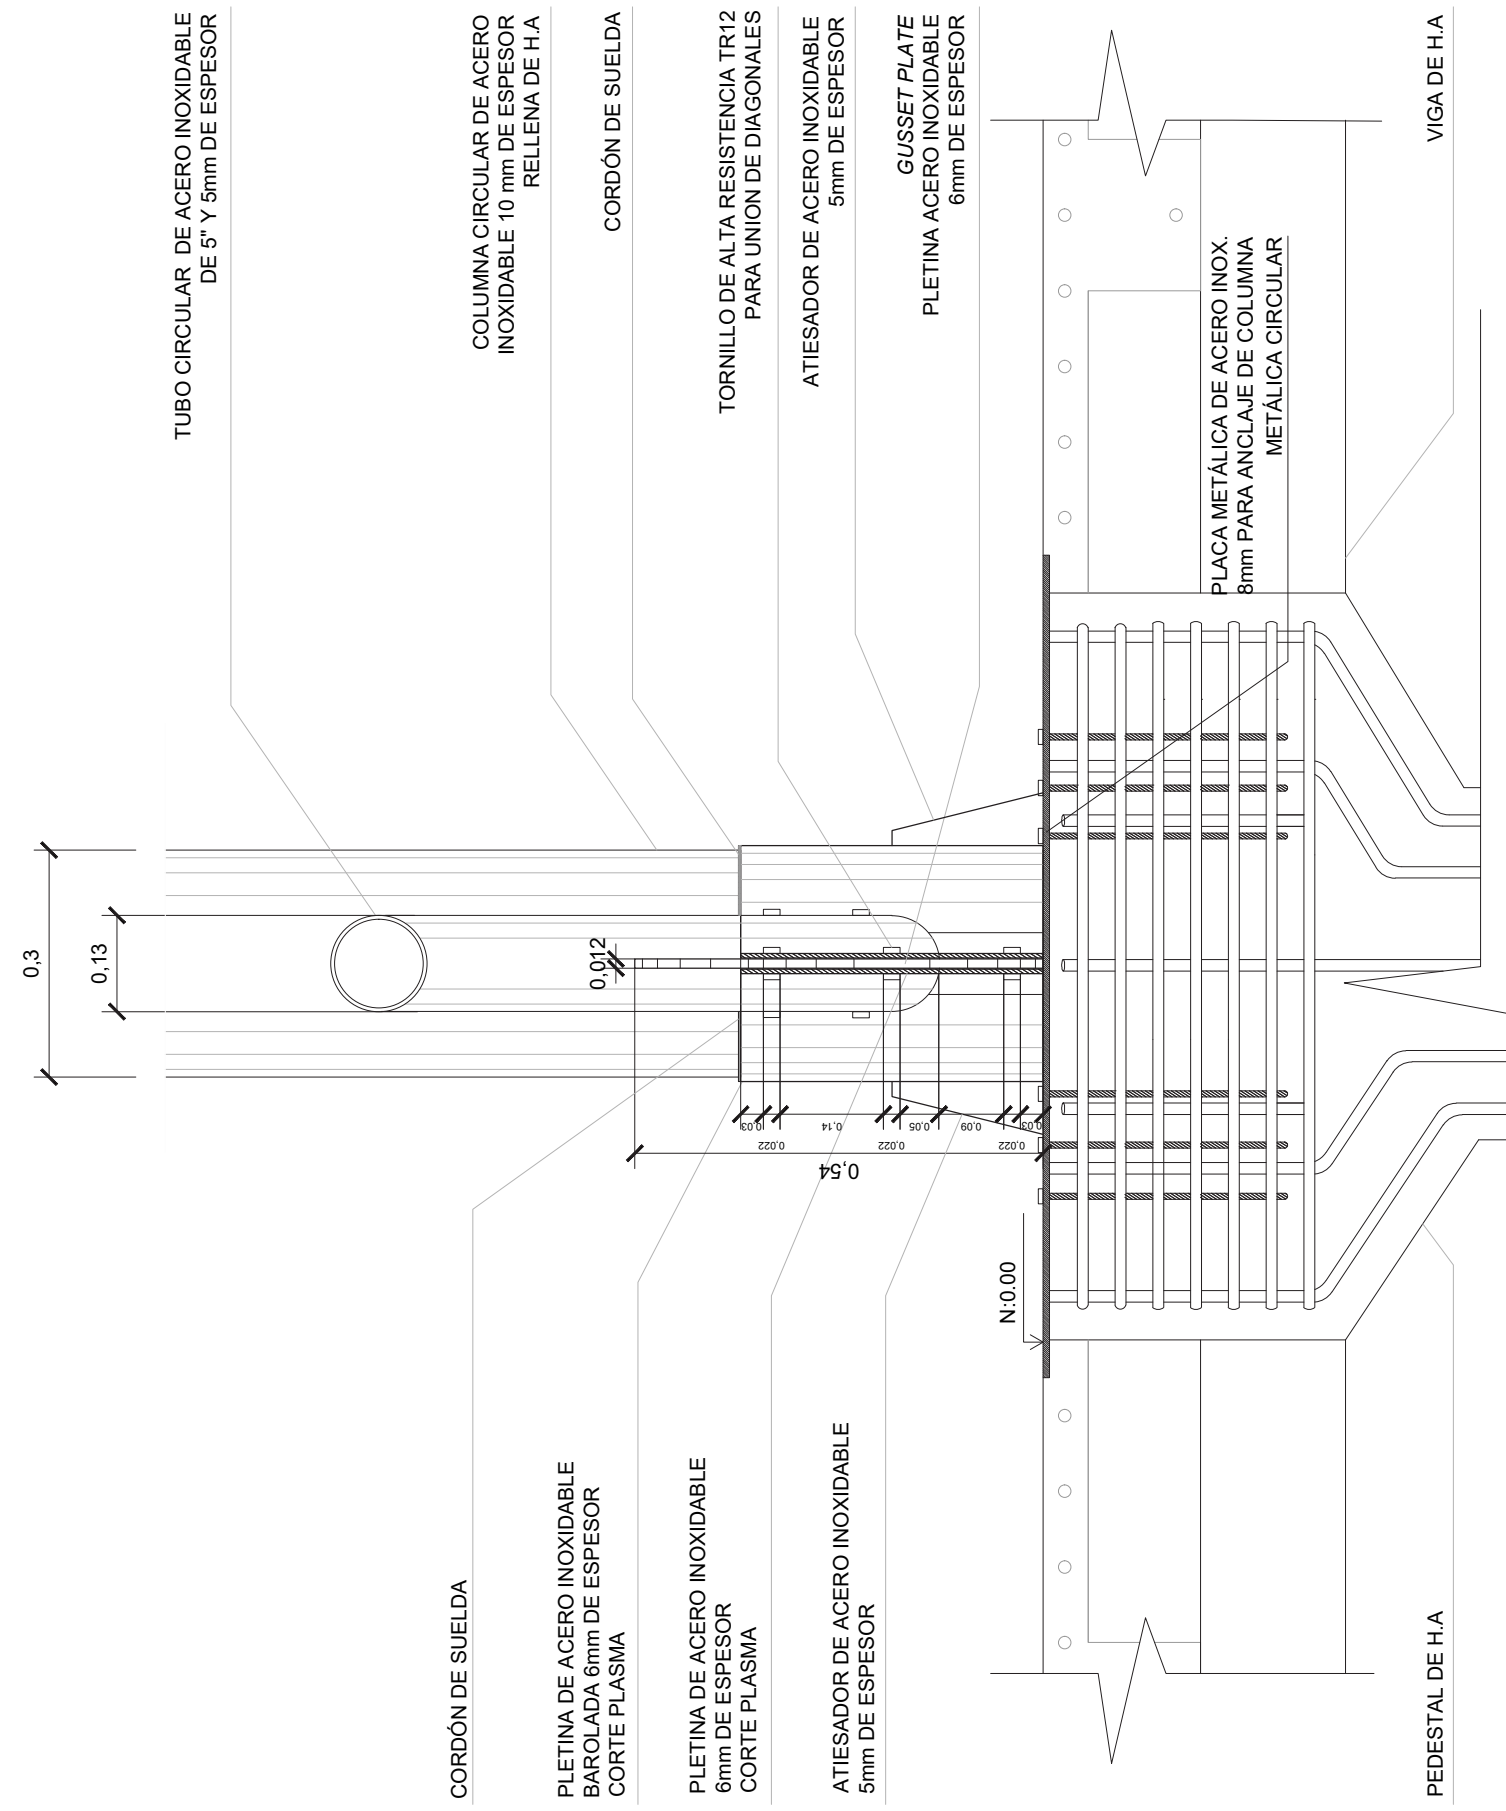 TUBO CIRCULAR DE ACERO INOXIDABLE
DE 5" Y 5mm DE ESPESOR
COLUMNA CIRCULAR DE ACERO
INOXIDABLE 10 mm DE ESPESOR
RELLENA DE H.A
CORDÓN DE SUELDA
TORNILLO DE ALTA RESISTENCIA TR12
PARA UNION DE DIAGONALES
ATIESADOR DE ACERO INOXIDABLE
5mm DE ESPESOR
GUSSET PLATE
PLETINA ACERO INOXIDABLE
6mm DE ESPESOR
PLACA METÁLICA DE ACERO INOX.
8mm PARA ANCLAJE DE COLUMNA
METÁLICA CIRCULAR
VIGA DE H.A
0,3
0,13
0,012
0,03
0,022
0,14
0,022
0,05
0,09
0,022
0,03
0,54
N:0.00
CORDÓN DE SUELDA
PLETINA DE ACERO INOXIDABLE
BAROLADA 6mm DE ESPESOR
CORTE PLASMA
PLETINA DE ACERO INOXIDABLE
6mm DE ESPESOR
CORTE PLASMA
ATIESADOR DE ACERO INOXIDABLE
5mm DE ESPESOR
PEDESTAL DE H.A